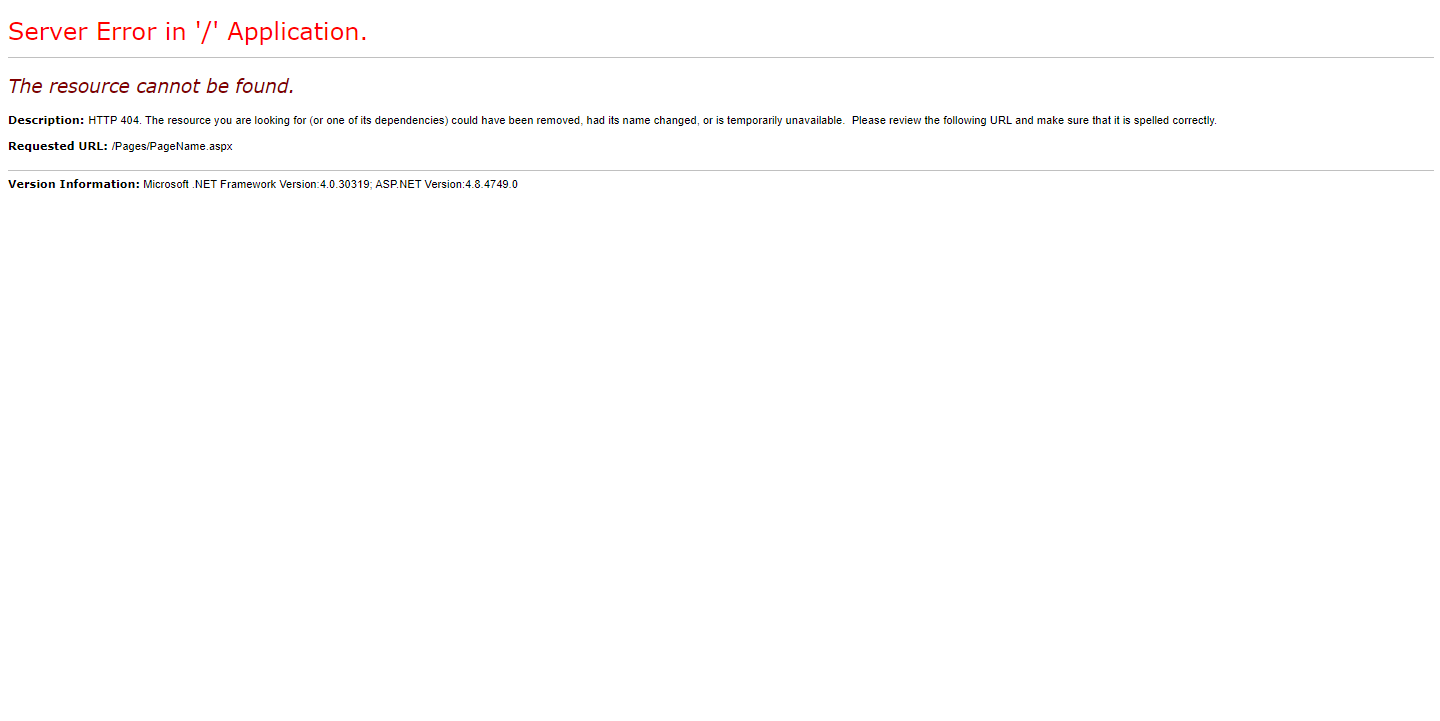 Server Error in '/' Application.
The resource cannot be found.
Description: HTTP 404. The resource you are looking for (or one of its dependencies) could have been removed, had its name changed, or is temporarily unavailable.  Please review the following URL and make sure that it is spelled correctly.
Requested URL: /Pages/PageName.aspx
Version Information: Microsoft .NET Framework Version:4.0.30319; ASP.NET Version:4.8.4749.0